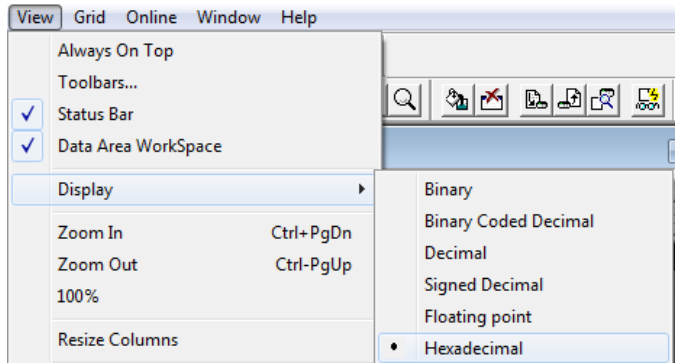 View Grid Online Window Help
Always On Top
Toolbars...
Status Bar
Data Area WorkSpace
Display
Zoom In Ctrl+PgDn
Zoom Out Ctrl-PgUp
100%
Resize Columns
Binary
Binary Coded Decimal
Decimal
Signed Decimal
Floating point
Hexadecimal